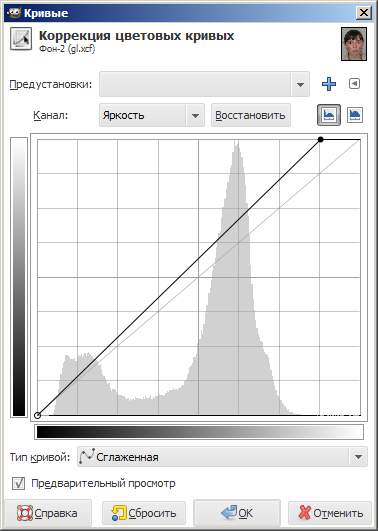 Кривые
Коррекция цветовых кривых
Фон-2 (gl.xcf)
Предустановки:
Канал: Яркость Восстановить
Тип кривой: Сглаженная
Предварительный просмотр
Справка Сбросить ОК Отменить